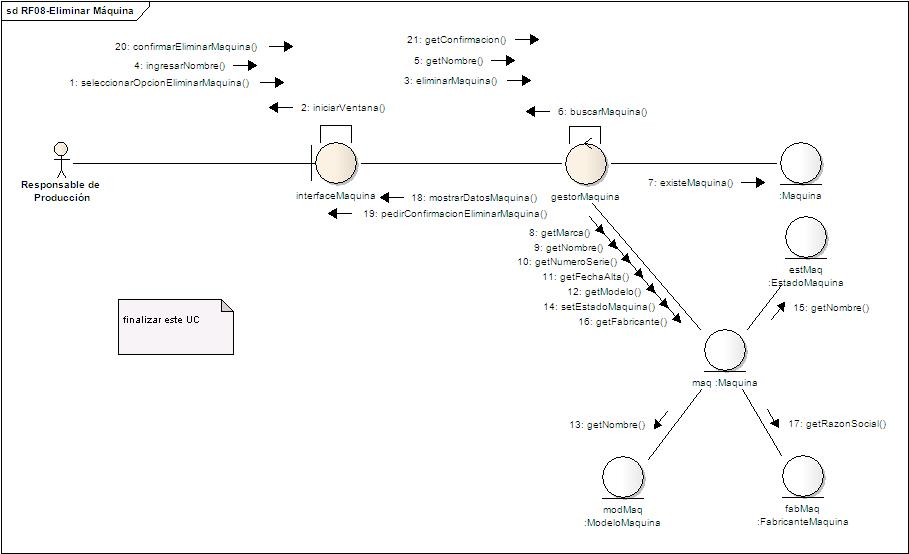 sd RF08-Eliminar Máquina
20: confirmarEliminarMaquina()
4: ingresarNombre()
1: seleccionarOpcionEliminarMaquina()
2: iniciarVentana()
21: getConfirmacion()
5: getNombre()
3: eliminarMaquina()
6: buscarMaquina()
Responsable de
Producción
interfaceMaquina
gestorMaquina
:Maquina
7: existeMaquina()
18: mostrarDatosMaquina()
19: pedirConfirmacionEliminarMaquina()
8: getMarca()
9: getNombre()
10: getNumeroSerie()
11: getFechaAlta()
12: getModelo()
14: setEstadoMaquina()
16: getFabricante()
estMaq
:EstadoMaquina
15: getNombre()
finalizar este UC
maq :Maquina
13: getNombre()
17: getRazonSocial()
modMaq
:ModeloMaquina
fabMaq
:FabricanteMaquina